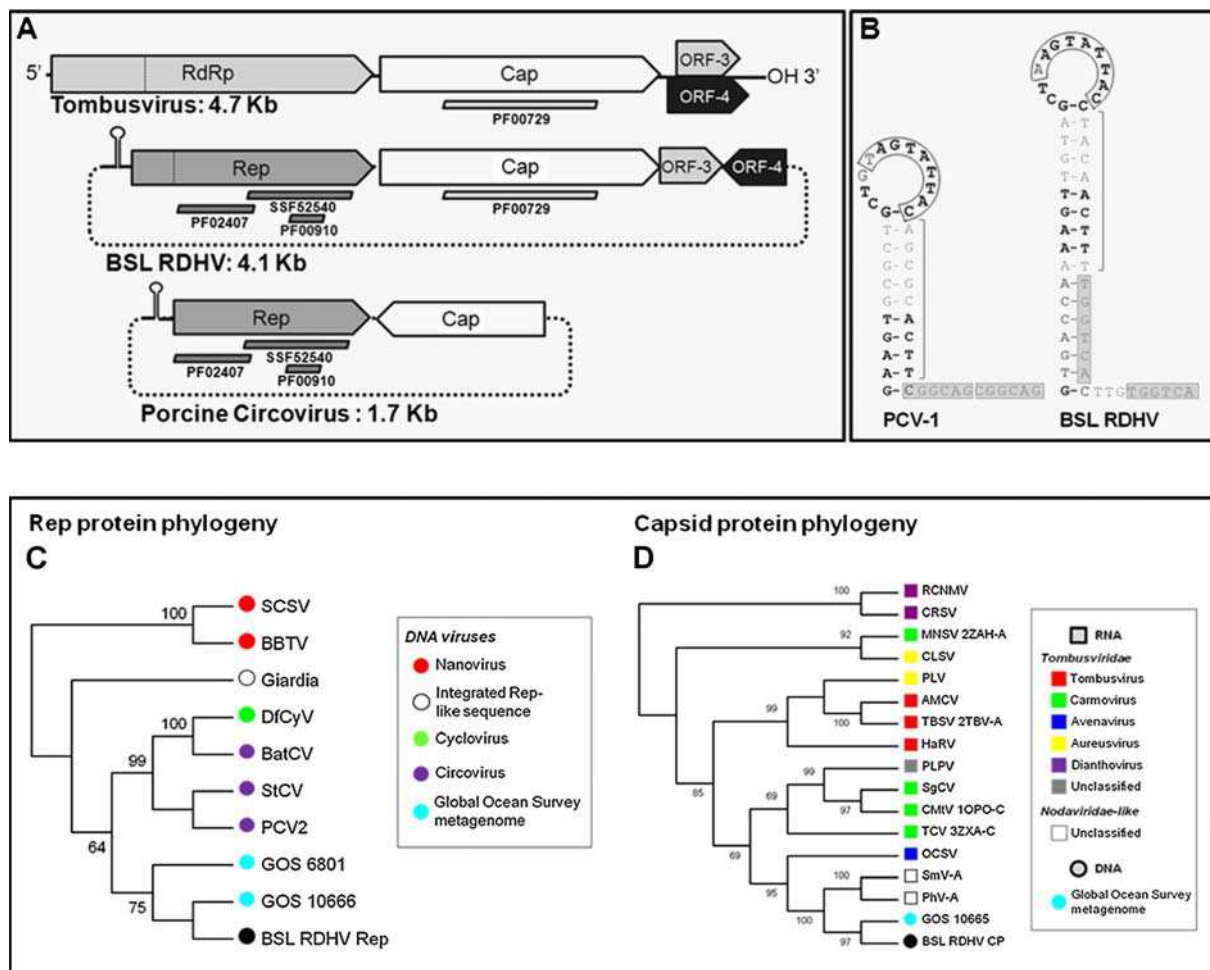 A
5'
RdRp
Cap
ORF-3
OH 3'
ORF-4
Tombusvirus: 4.7 Kb
PF00729
Rep
Cap
ORF-3
ORF-4
SSF52540
PF02407
PF00910
PF00729
BSL RDHV: 4.1 Kb
Rep
Cap
SSF52540
PF02407
PF00910
Porcine Circovirus : 1.7 Kb
B
C G G C A G C G G C A G
PCV-1
C T T G T G G T C A
BSL RDHV
Rep protein phylogeny
C
100
SCSV
BBTV
Giardia
100
DfCyV
99
BatCV
StCV
PCV2
64
GOS 6801
GOS 10666
75
BSL RDHV Rep
DNA viruses
Nanovirus
Integrated Rep-
like sequence
Cyclovirus
Circovirus
Global Ocean Survey
metagenome
Capsid protein phylogeny
D
100
RCNMV
CRSV
92
MNSV 2ZAH-A
CLSV
PLV
99
AMCV
100
TBSV 2TBV-A
HaRV
85
99
PLPV
69
SgCV
97
CMtV 1OPO-C
TCV 3ZXA-C
69
OCSV
95
100
SmV-A
PhV-A
100
GOS 10665
97
BSL RDHV CP
RNA
Tombusviridae
Tombusvirus
Carmovirus
Avenavirus
Aureusvirus
Dianthovirus
Unclassified
Nodaviridae-like
Unclassified
DNA
Global Ocean Survey
metagenome